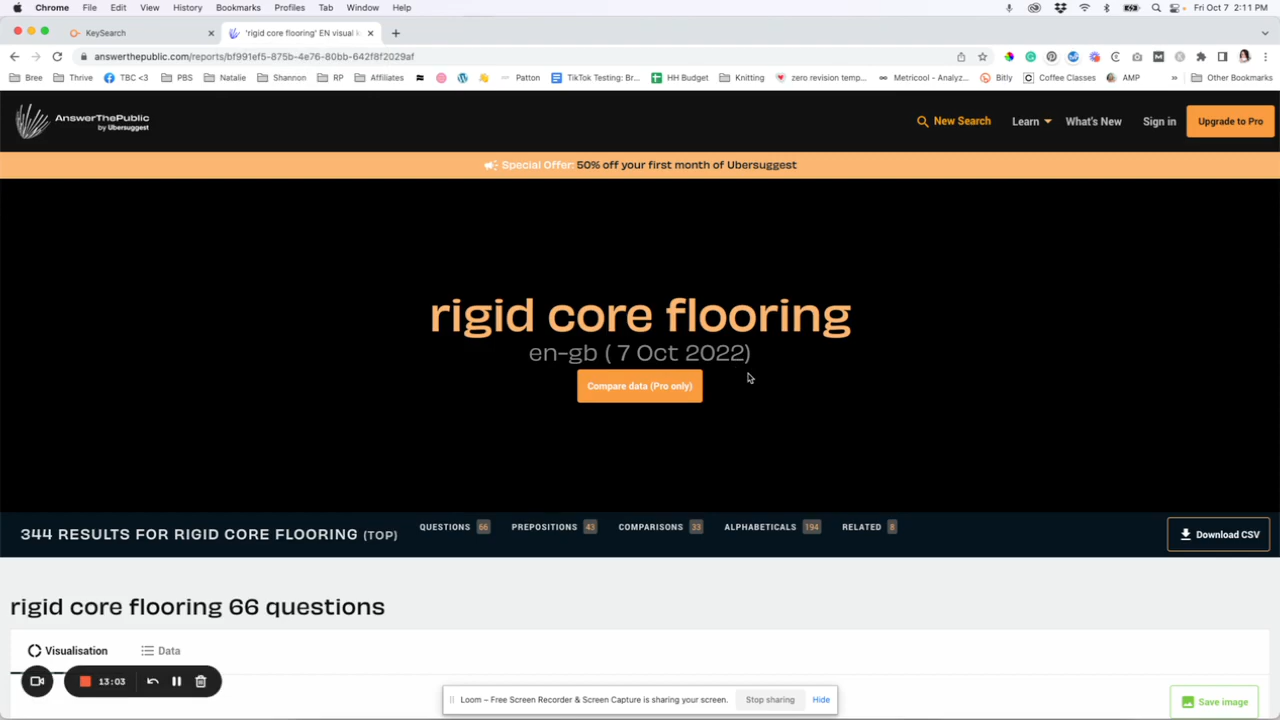 Chrome File Edit View History Bookmarks Profiles Tab Window Help Fri Oct 7 2:11 PM
KeySearch 'rigid core flooring' EN visual k
answerthepublic.com/reports/bf991ef5-875b-4e76-80bb-642f8f2029af
Bree Thrive TBC <3 PBS Natalie Shannon RP Affiliates Patton TikTok Testing: Br... HH Budget Knitting zero revision temp... Metricool - Analyz... Bitly Coffee Classes AMP » Other Bookmarks
AnswerThePublic
by Ubersuggest
New Search Learn What's New Sign in Upgrade to Pro
Special Offer: 50% off your first month of Ubersuggest
rigid core flooring
en-gb ( 7 Oct 2022)
Compare data (Pro only)
344 RESULTS FOR RIGID CORE FLOORING (TOP) QUESTIONS 66 PREPOSITIONS 43 COMPARISONS 33 ALPHABETICALS 194 RELATED 8 Download CSV
rigid core flooring 66 questions
Visualisation Data
13:03
Loom – Free Screen Recorder & Screen Capture is sharing your screen. Stop sharing Hide
Save image